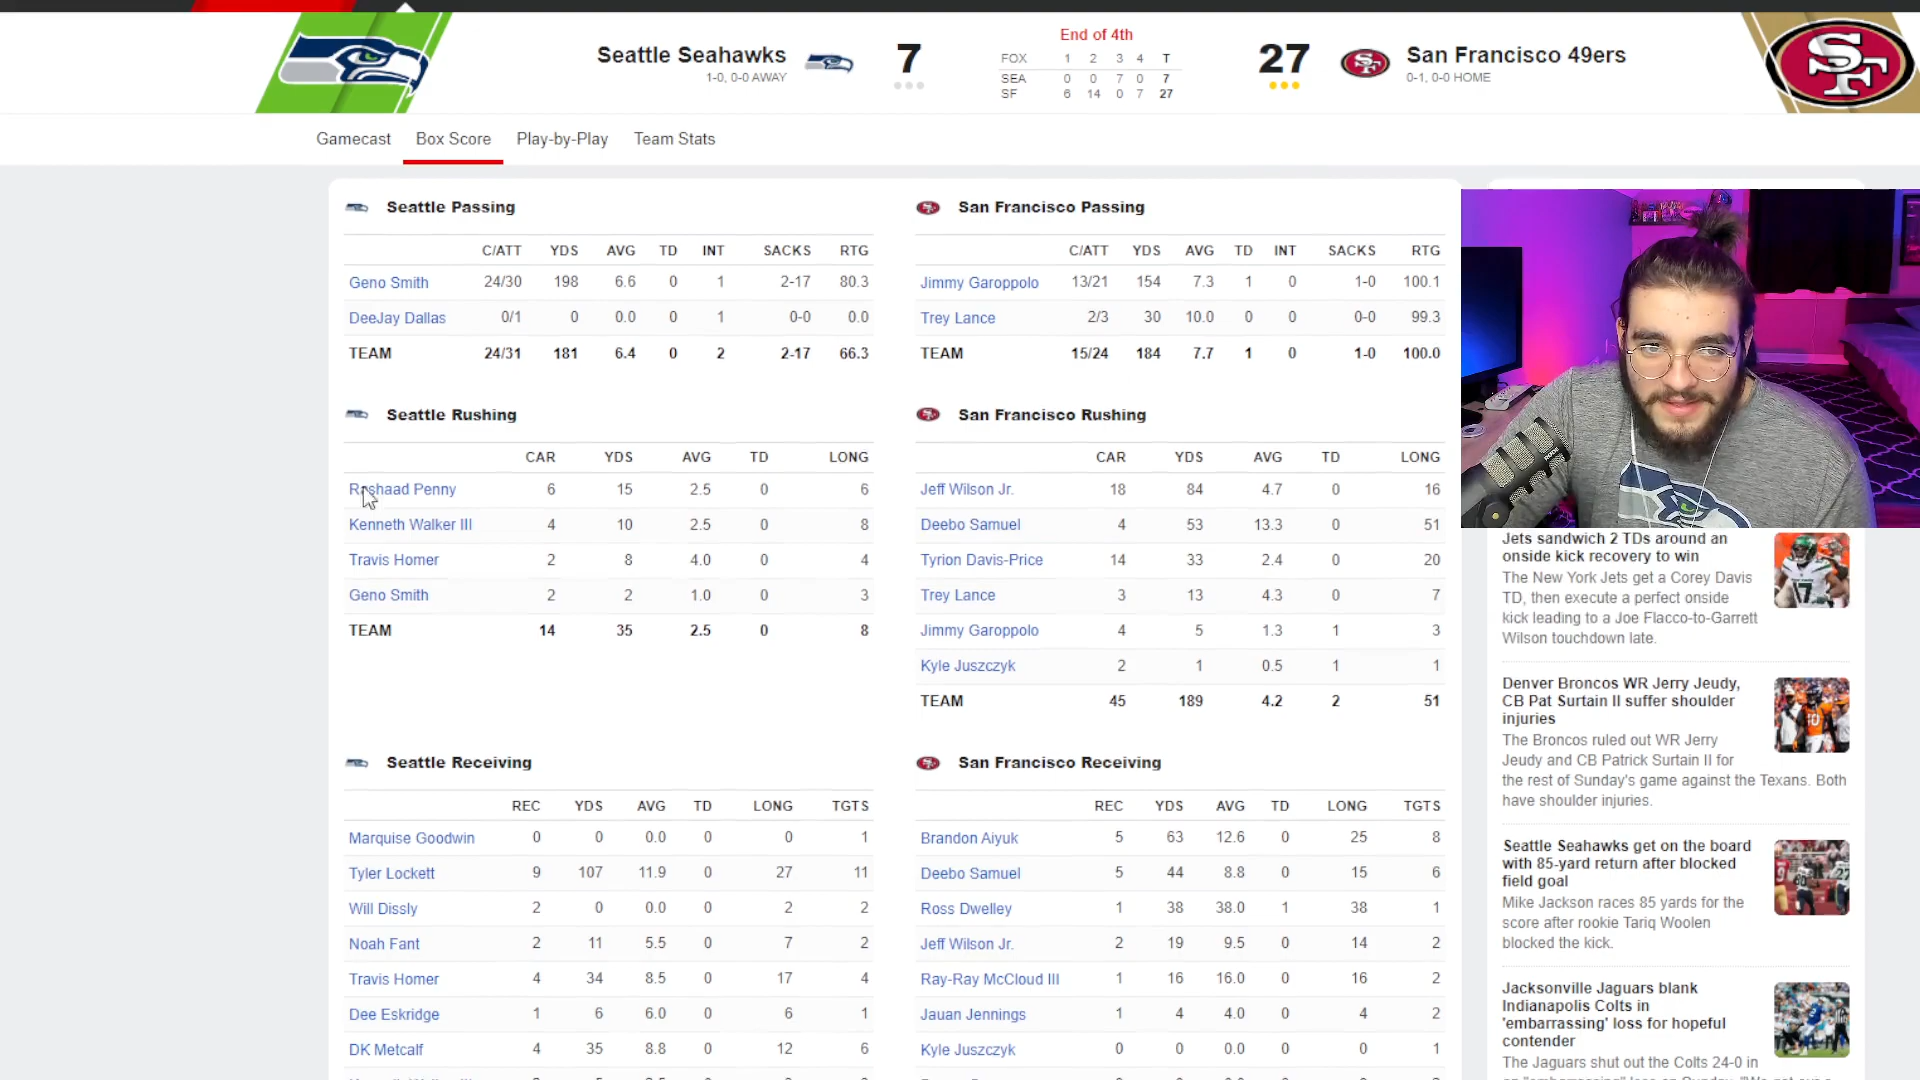 Seattle Seahawks
1-0, 0-0 AWAY
7
End of 4th
FOX 1 2 3 4 T
SEA 0 0 7 0 7
SF 6 14 0 7 27
27
San Francisco 49ers
0-1, 0-0 HOME
SF
Gamecast Box Score Play-by-Play Team Stats
Seattle Passing
C/ATT YDS AVG TD INT SACKS RTG
Geno Smith 24/30 198 6.6 0 1 2-17 80.3
DeeJay Dallas 0/1 0 0.0 0 1 0-0 0.0
TEAM 24/31 181 6.4 0 2 2-17 66.3
San Francisco Passing
C/ATT YDS AVG TD INT SACKS RTG
Jimmy Garoppolo 13/21 154 7.3 1 0 1-0 100.1
Trey Lance 2/3 30 10.0 0 0 0-0 99.3
TEAM 15/24 184 7.7 1 0 1-0 100.0
Seattle Rushing
CAR YDS AVG TD LONG
Rashaad Penny 6 15 2.5 0 6
Kenneth Walker III 4 10 2.5 0 8
Travis Homer 2 8 4.0 0 4
Geno Smith 2 2 1.0 0 3
TEAM 14 35 2.5 0 8
San Francisco Rushing
CAR YDS AVG TD LONG
Jeff Wilson Jr. 18 84 4.7 0 16
Deebo Samuel 4 53 13.3 0 51
Tyrion Davis-Price 14 33 2.4 0 20
Trey Lance 3 13 4.3 0 7
Jimmy Garoppolo 4 5 1.3 1 3
Kyle Juszczyk 2 1 0.5 1 1
TEAM 45 189 4.2 2 51
Seattle Receiving
REC YDS AVG TD LONG TGTS
Marquise Goodwin 0 0 0.0 0 0 1
Tyler Lockett 9 107 11.9 0 27 11
Will Dissly 2 0 0.0 0 2 2
Noah Fant 2 11 5.5 0 7 2
Travis Homer 4 34 8.5 0 17 4
Dee Eskridge 1 6 6.0 0 6 1
DK Metcalf 4 35 8.8 0 12 6
San Francisco Receiving
REC YDS AVG TD LONG TGTS
Brandon Aiyuk 5 63 12.6 0 25 8
Deebo Samuel 5 44 8.8 0 15 6
Ross Dwelley 1 38 38.0 1 38 1
Jeff Wilson Jr. 2 19 9.5 0 14 2
Ray-Ray McCloud III 1 16 16.0 0 16 2
Jauan Jennings 1 4 4.0 0 4 2
Kyle Juszczyk 0 0 0.0 0 0 1
Jets sandwich 2 TDs around an
onside kick recovery to win
The New York Jets get a Corey Davis
TD, then execute a perfect onside
kick leading to a Joe Flacco-to-Garrett
Wilson touchdown late.
Denver Broncos WR Jerry Jeudy,
CB Pat Surtain II suffer shoulder
injuries
The Broncos ruled out WR Jerry
Jeudy and CB Patrick Surtain II for
the rest of Sunday's game against the Texans. Both
have shoulder injuries.
Seattle Seahawks get on the board
with 85-yard return after blocked
field goal
Mike Jackson races 85 yards for the
score after rookie Tariq Woolen
blocked the kick.
Jacksonville Jaguars blank
Indianapolis Colts in
'embarrassing' loss for hopeful
contender
The Jaguars shut out the Colts 24-0 in